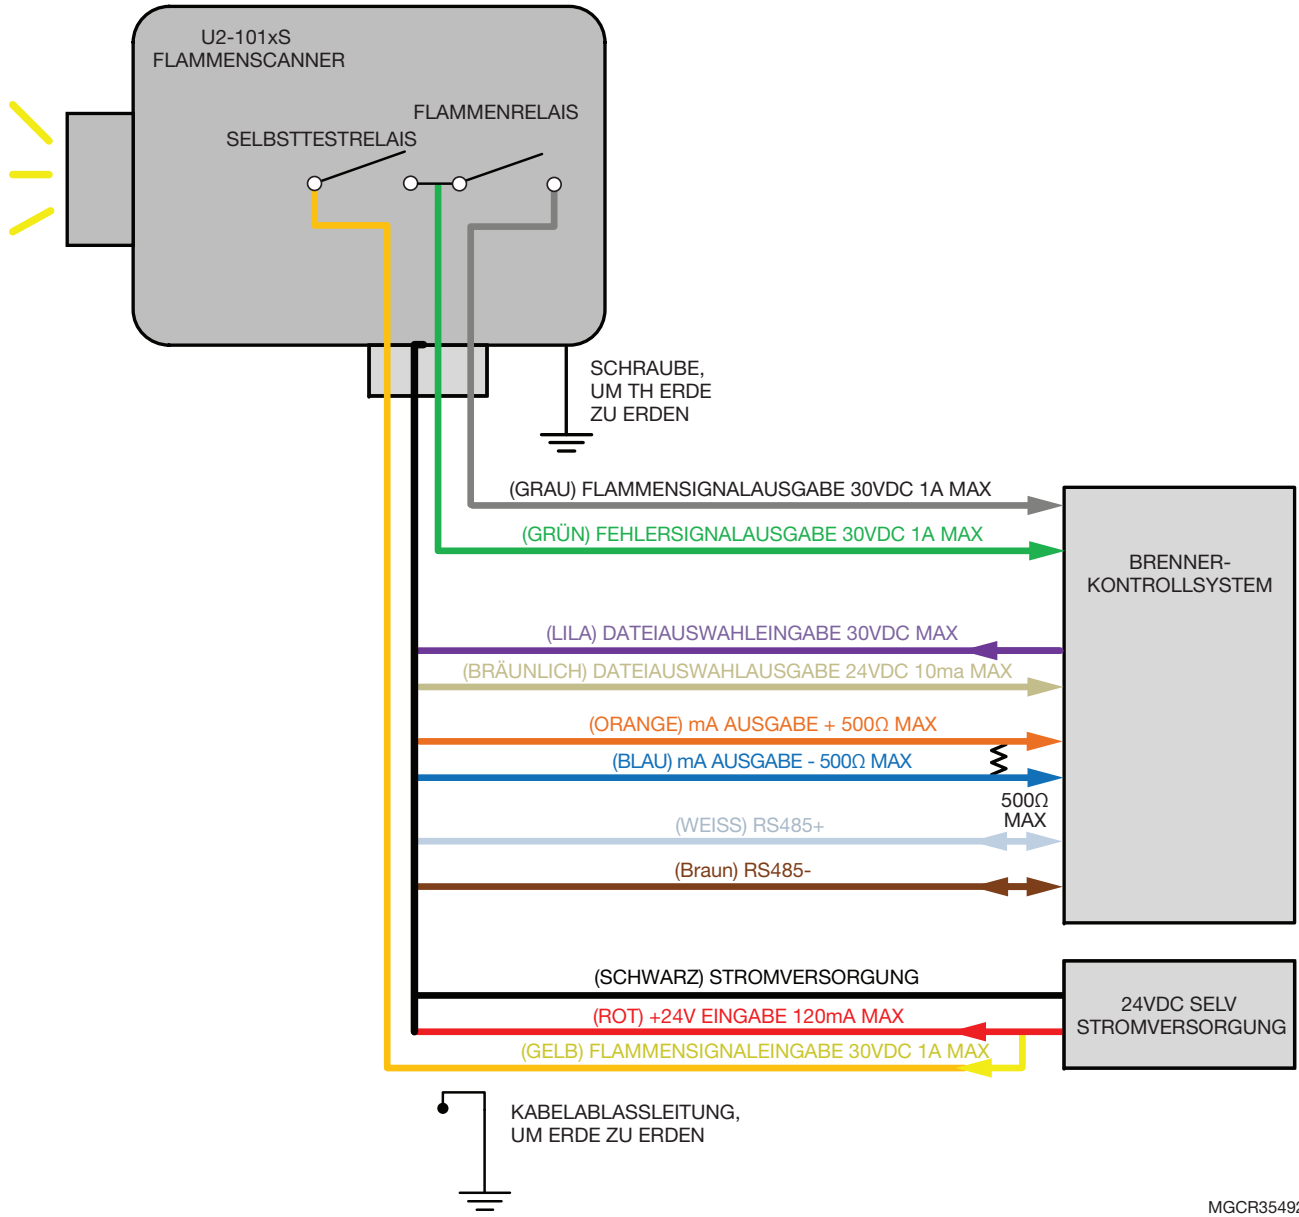 U2-101xS
FLAMMENSCANNER
FLAMMENRELAIS
SELBSTTESTRELAIS
SCHRAUBE,
UM TH ERDE
ZU ERDEN
(GRAU) FLAMMENSIGNALAUSGABE 30VDC 1A MAX
(GRÜN) FEHLERSIGNALAUSGABE 30VDC 1A MAX
BRENNER-
KONTROLLSYSTEM
(LILA) DATEIAUSWAHLEINGABE 30VDC MAX
(BRÄUNLICH) DATEIAUSWAHLAUSGABE 24VDC 10ma MAX
(ORANGE) mA AUSGABE + 500Ω MAX
(BLAU) mA AUSGABE - 500Ω MAX
500Ω
MAX
(WEISS) RS485+
(Braun) RS485-
(SCHWARZ) STROMVERSORGUNG
(ROT) +24V EINGABE 120mA MAX
(GELB) FLAMMENSIGNALEINGABE 30VDC 1A MAX
24VDC SELV
STROMVERSORGUNG
KABELABLASSLEITUNG,
UM ERDE ZU ERDEN
MGCR35492